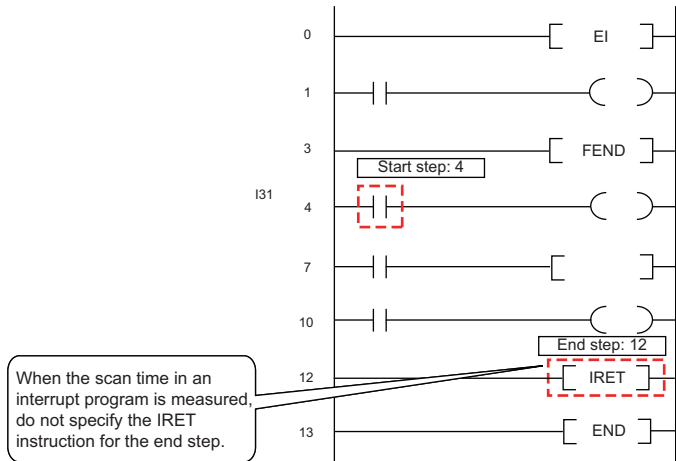 0 EI
1
3 FEND
Start step: 4
I31 4
7
10
End step: 12
12 IRET
When the scan time in an
interrupt program is measured,
do not specify the IRET
instruction for the end step.
13 END